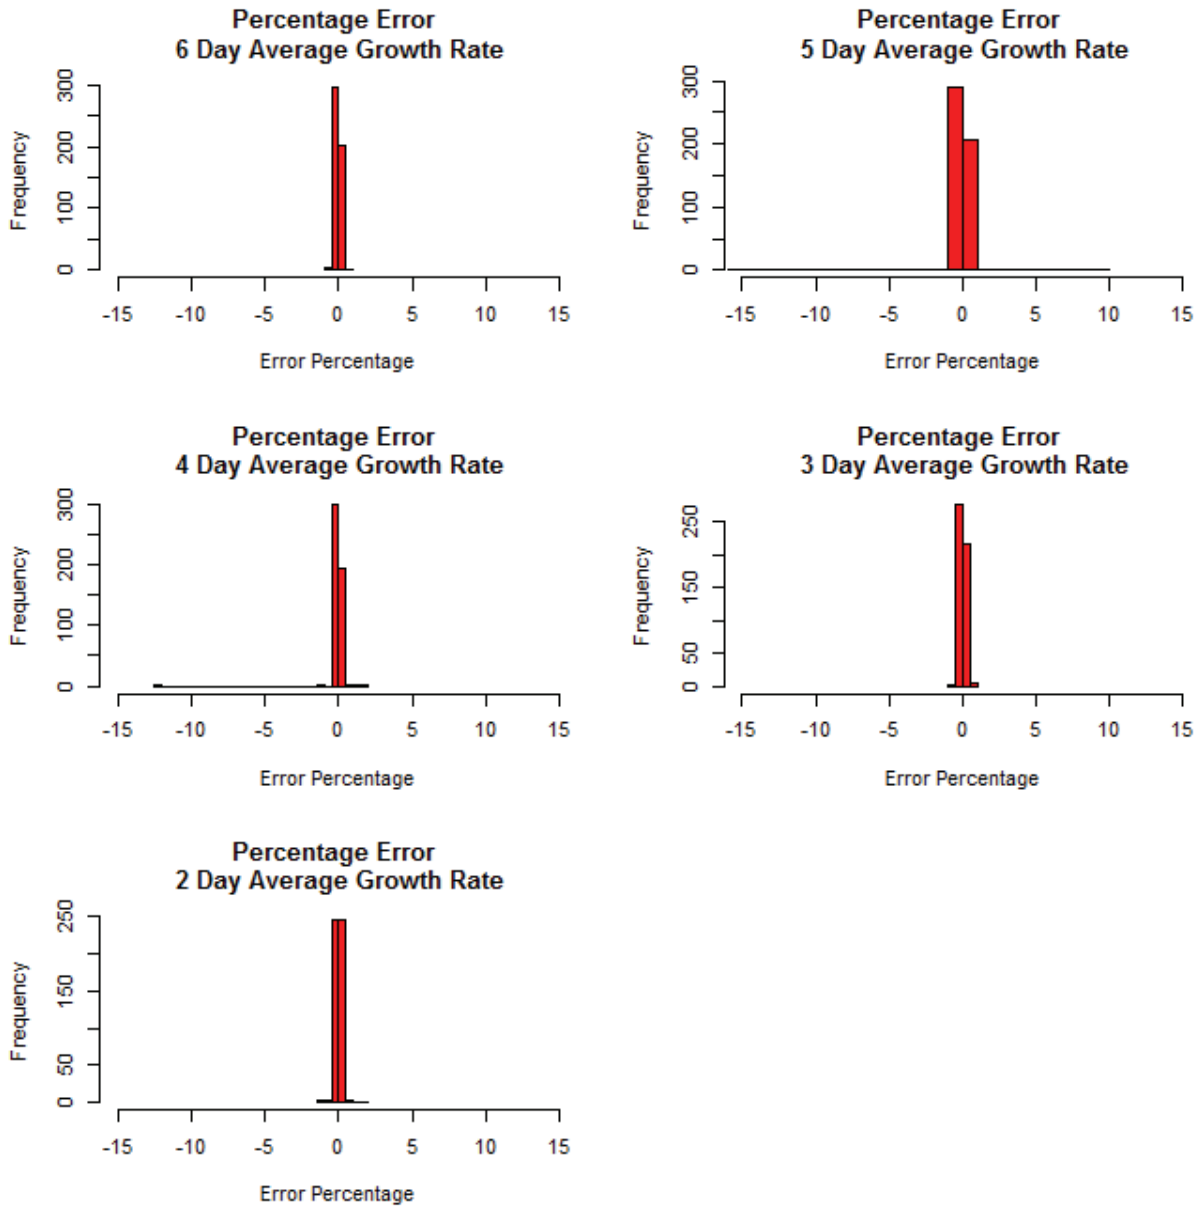 Percentage Error
6 Day Average Growth Rate
Frequency
300
200
100
0
-15 -10 -5 0 5 10 15
Error Percentage
Percentage Error
5 Day Average Growth Rate
Frequency
300
200
100
0
-15 -10 -5 0 5 10 15
Error Percentage
Percentage Error
4 Day Average Growth Rate
Frequency
300
200
100
0
-15 -10 -5 0 5 10 15
Error Percentage
Percentage Error
3 Day Average Growth Rate
Frequency
250
150
50
0
-15 -10 -5 0 5 10 15
Error Percentage
Percentage Error
2 Day Average Growth Rate
Frequency
250
150
50
0
-15 -10 -5 0 5 10 15
Error Percentage